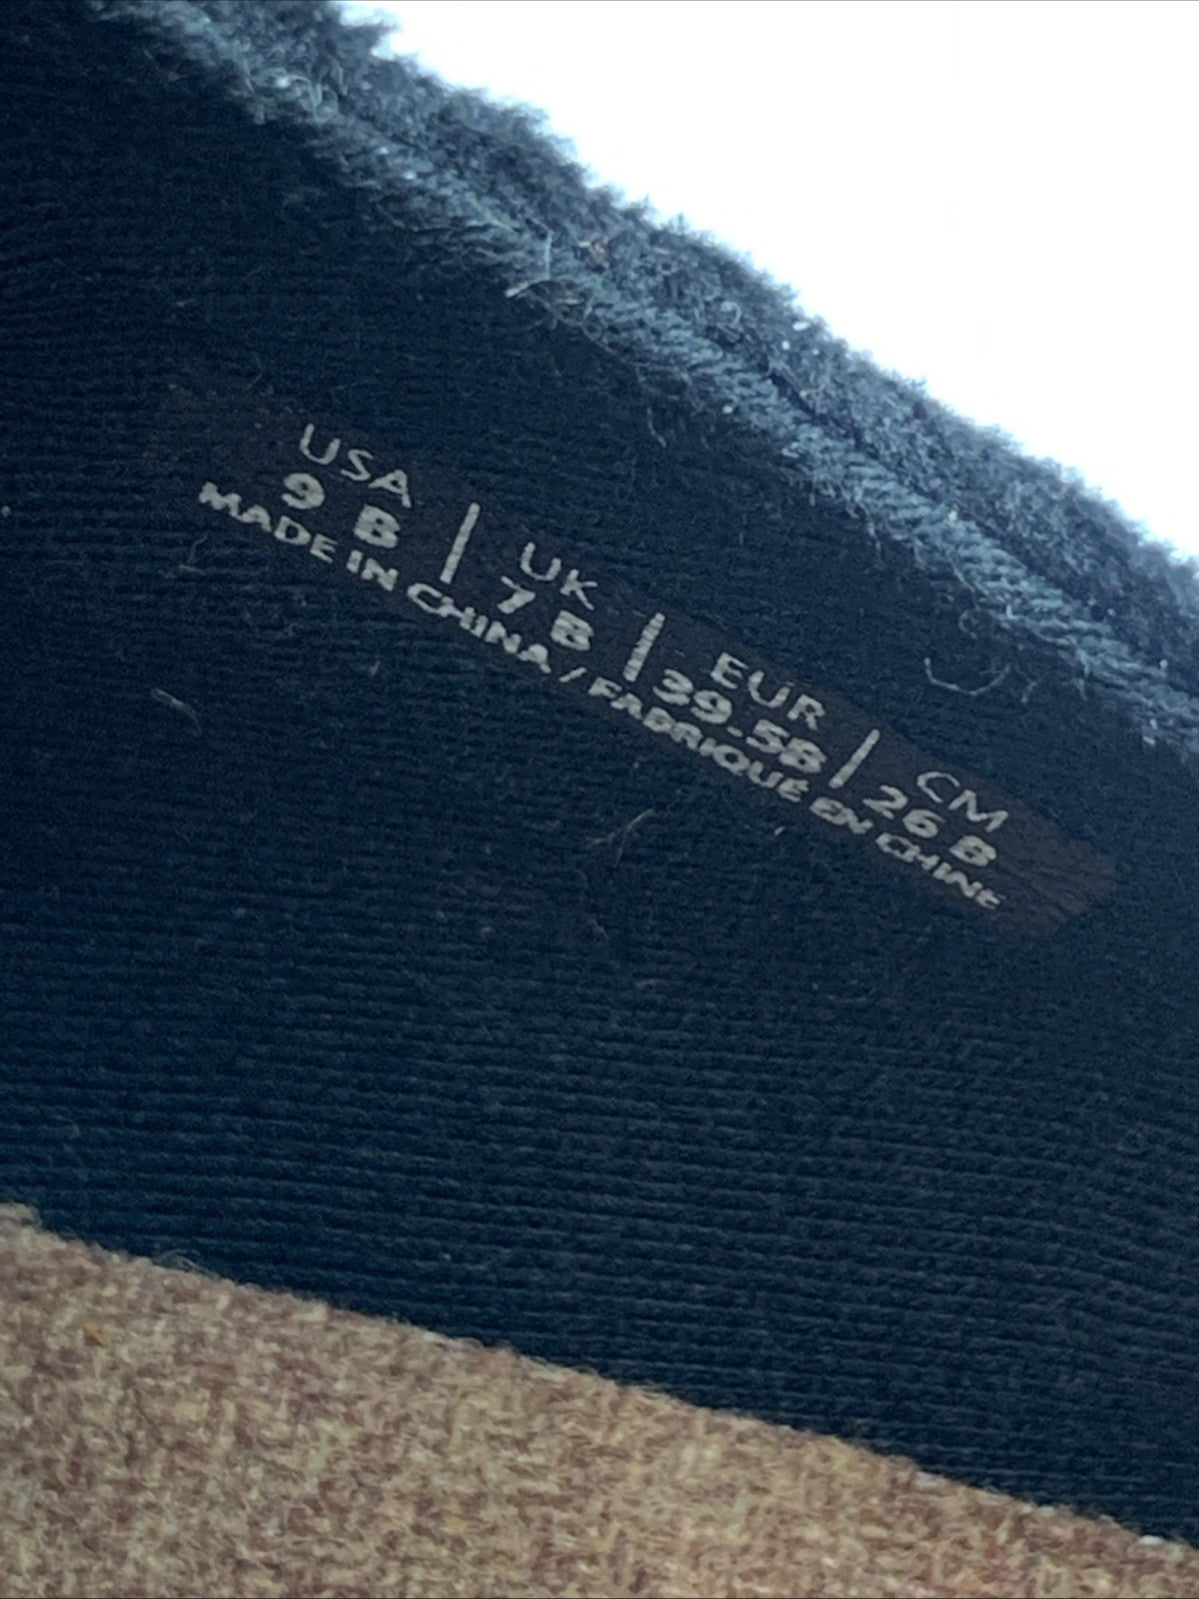 USA | UK | EUR | CM
9 B | 7 B | 39.5B | 26 B
MADE IN CHINA / FABRIQUÉ EN CHINE